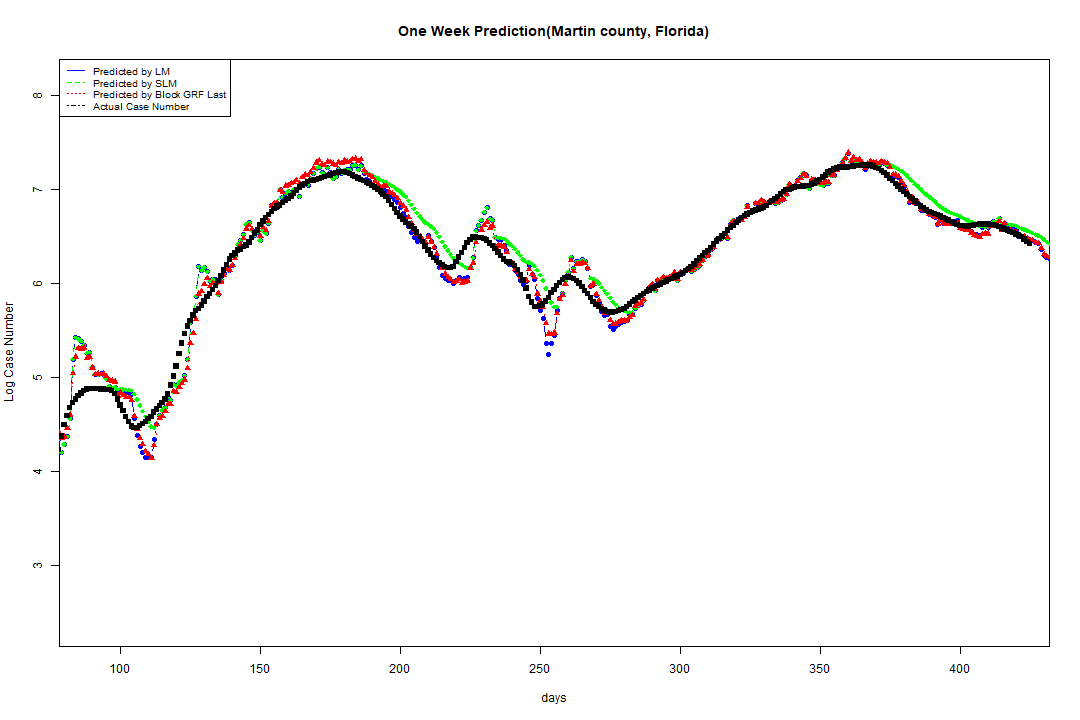 One Week Prediction(Martin county, Florida)
Predicted by LM
Predicted by SLM
Predicted by Block GRF Last
Actual Case Number
8
7
6
5
4
3
Log Case Number
100 150 200 250 300 350 400
days